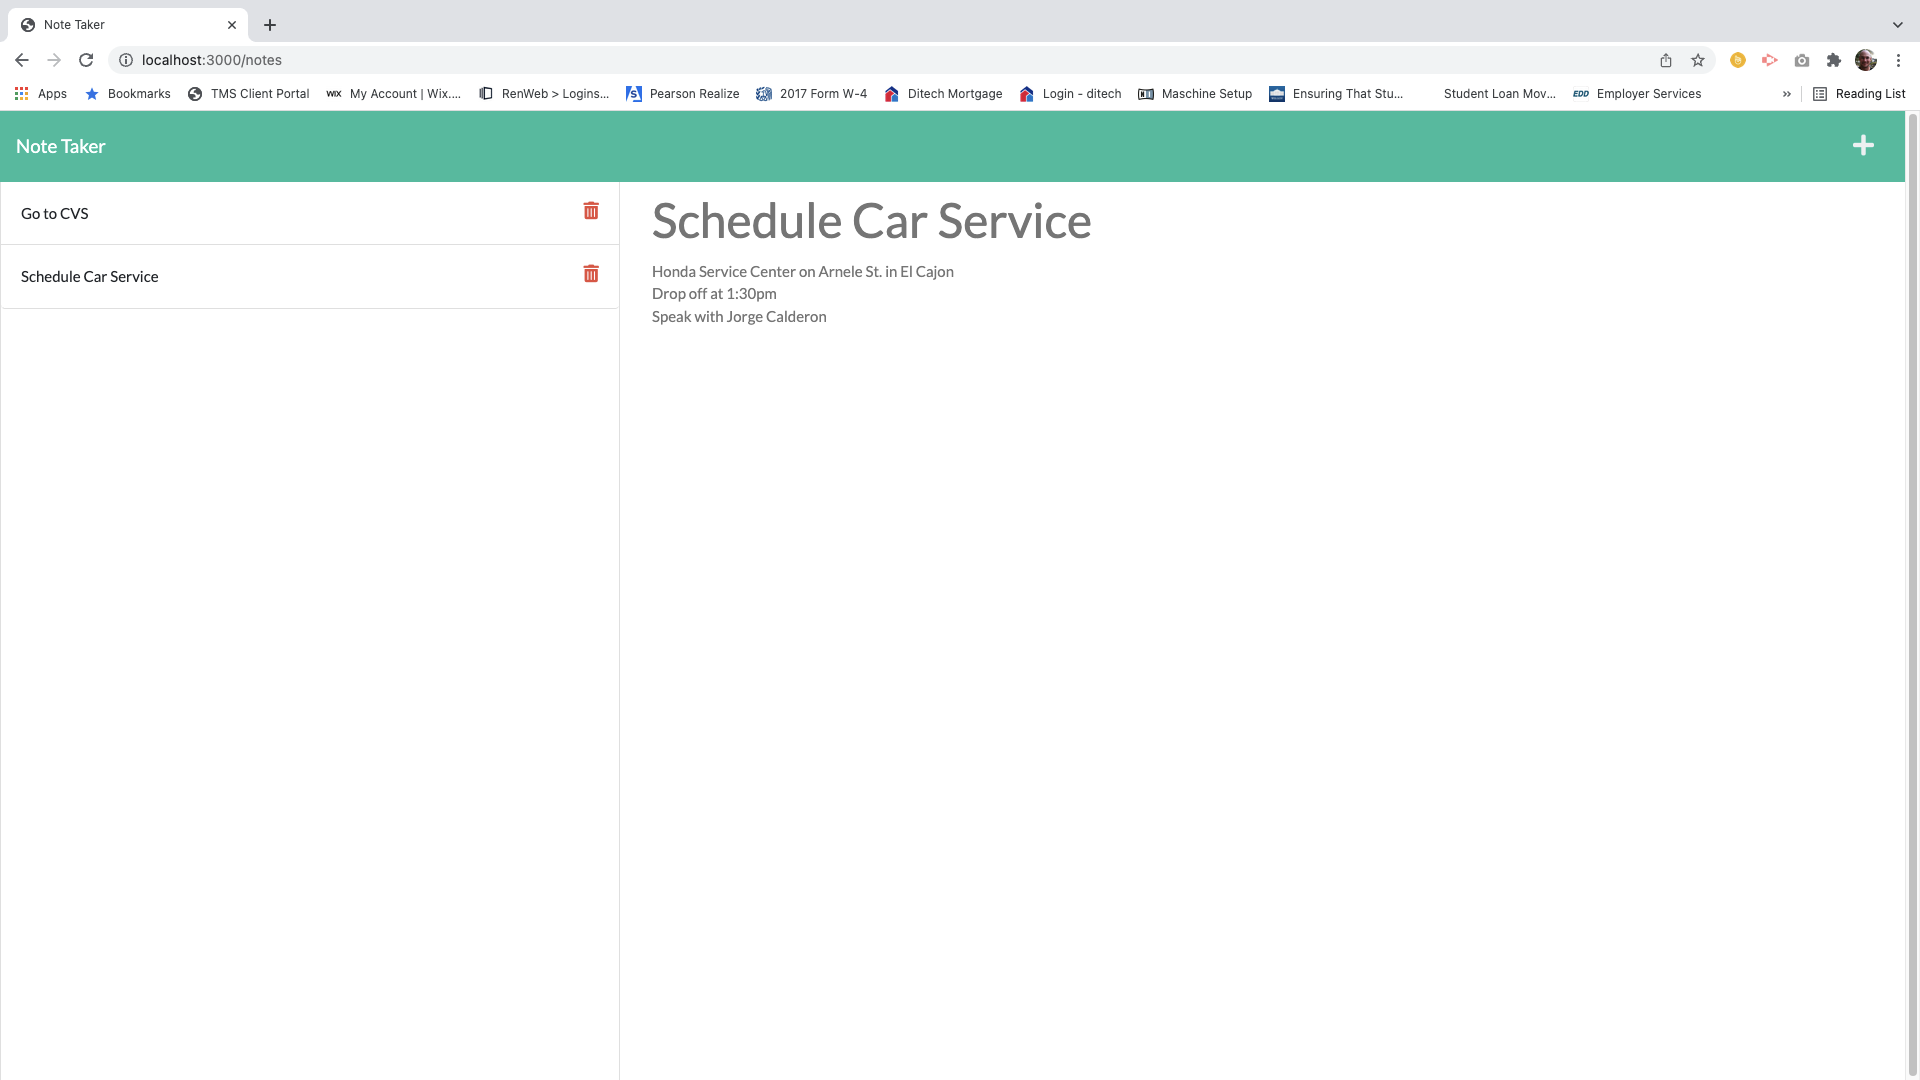 Note Taker
localhost:3000/notes
Apps
Bookmarks
TMS Client Portal
WIX My Account | Wix....
RenWeb > Logins...
Pearson Realize
2017 Form W-4
Ditech Mortgage
Login - ditech
Maschine Setup
Ensuring That Stu...
Student Loan Mov...
EDD Employer Services
»
Reading List
Note Taker
Go to CVS
Schedule Car Service
Schedule Car Service
Honda Service Center on Arnele St. in El Cajon
Drop off at 1:30pm
Speak with Jorge Calderon